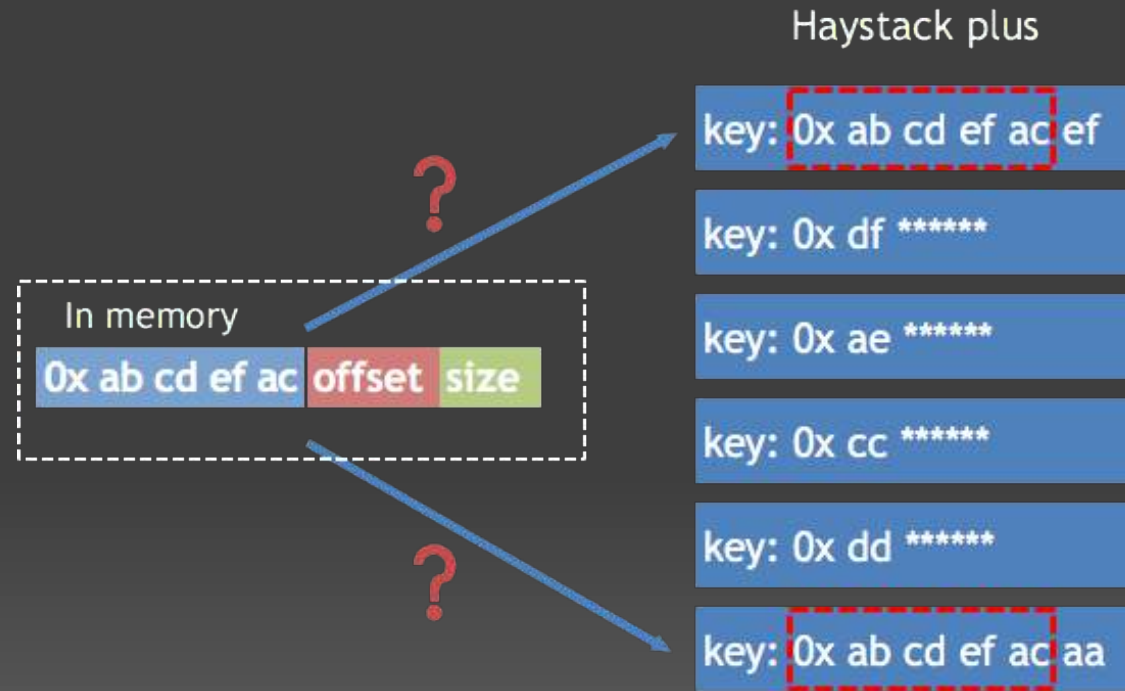 Haystack plus
key: 0x ab cd ef ac ef
?
key: 0x df ******
In memory
key: 0x ae ******
0x ab cd ef ac offset size
key: 0x cc ******
key: 0x dd ******
?
key: 0x ab cd ef ac aa